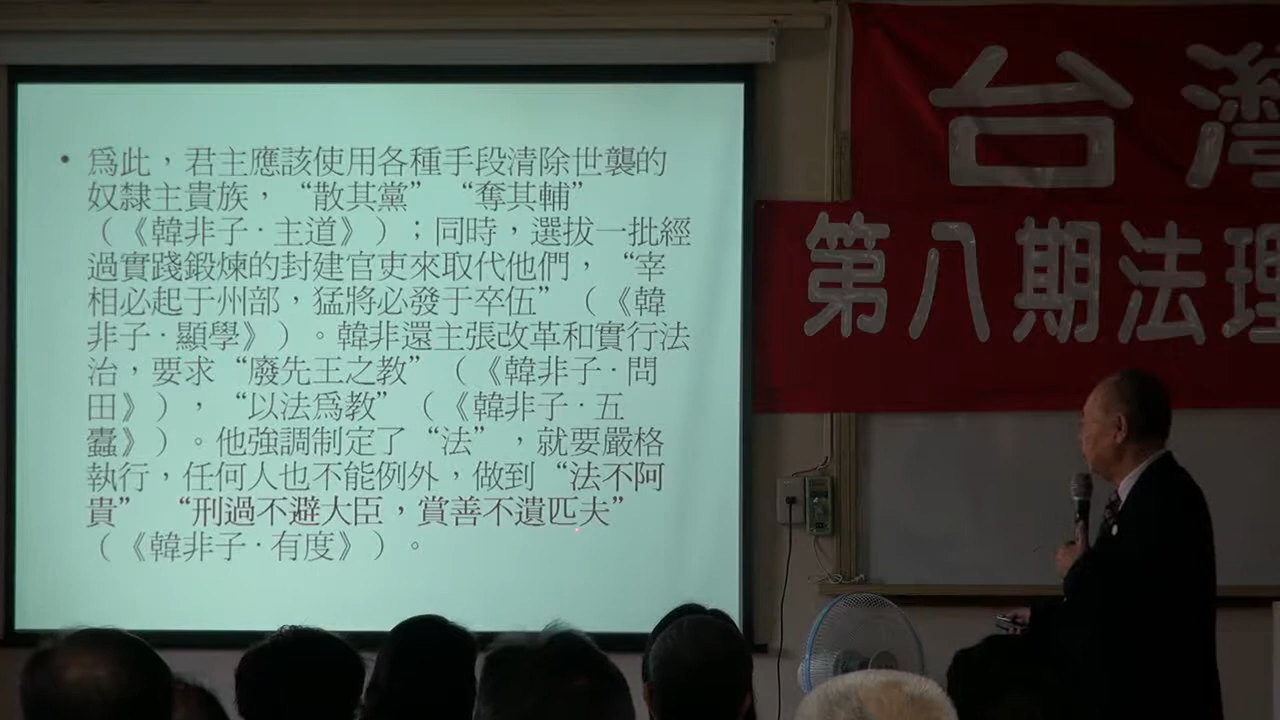 • 為此，君主應該使用各種手段清除世襲的
奴隸主貴族，“散其黨”“奪其輔”
（《韓非子·主道》）；同時，選拔一批經
過實踐鍛煉的封建官吏來取代他們，“宰
相必起于州部，猛將必發于卒伍”（《韓
非子·顯學》）。韓非還主張改革和實行法
治，要求“廢先王之教”（《韓非子·問
田》），“以法為教”（《韓非子·五
蠹》）。他強調制定了“法”，就要嚴格
執行，任何人也不能例外，做到“法不阿
貴”“刑過不避大臣，賞善不遺匹夫”
（《韓非子·有度》）。
台灣
第八期法理